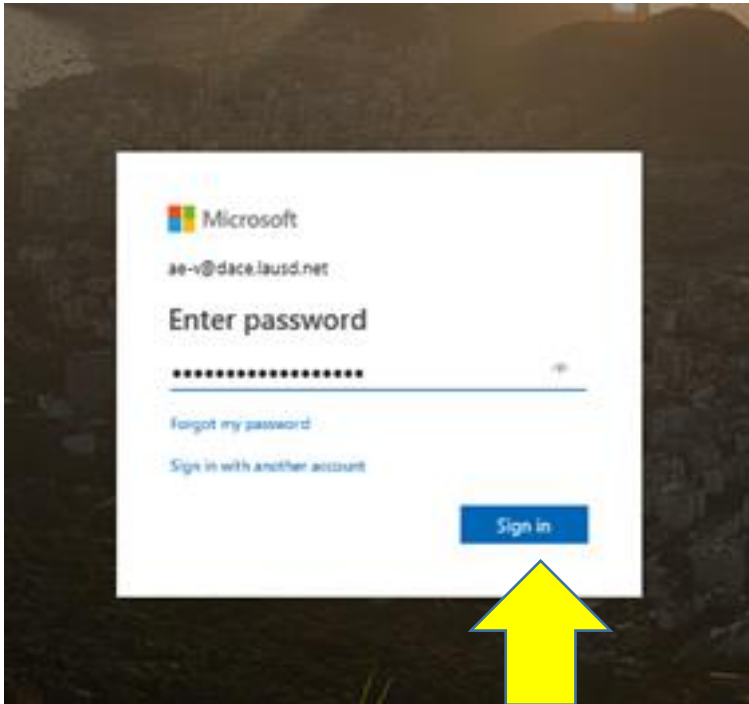 Microsoft
ae-v@dace.lausd.net
Enter password
••••••••••••••••••
Forgot my password
Sign in with another account
Sign in